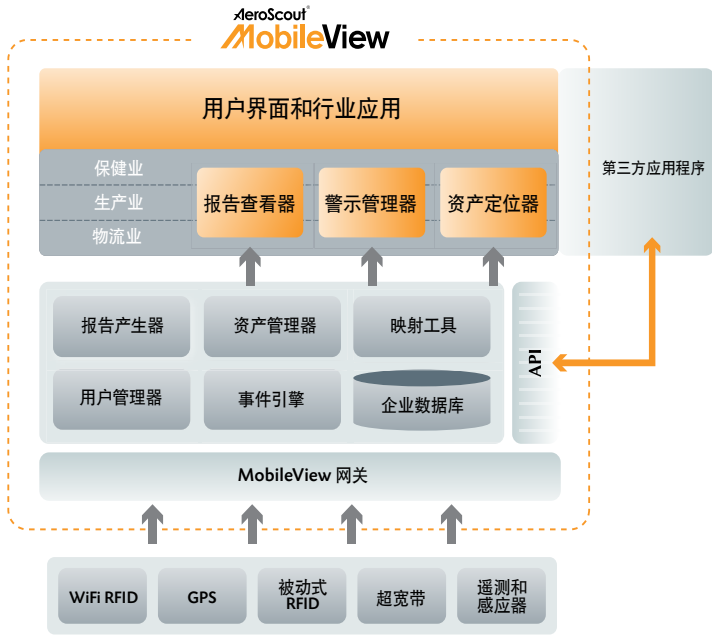 AeroScout®
MobileView
用户界面和行业应用
保健业
生产业
物流业
报告查看器
警示管理器
资产定位器
第三方应用程序
报告产生器
资产管理器
映射工具
用户管理器
事件引擎
企业数据库
API
MobileView 网关
WiFi RFID
GPS
被动式
RFID
超宽带
遥测和
感应器